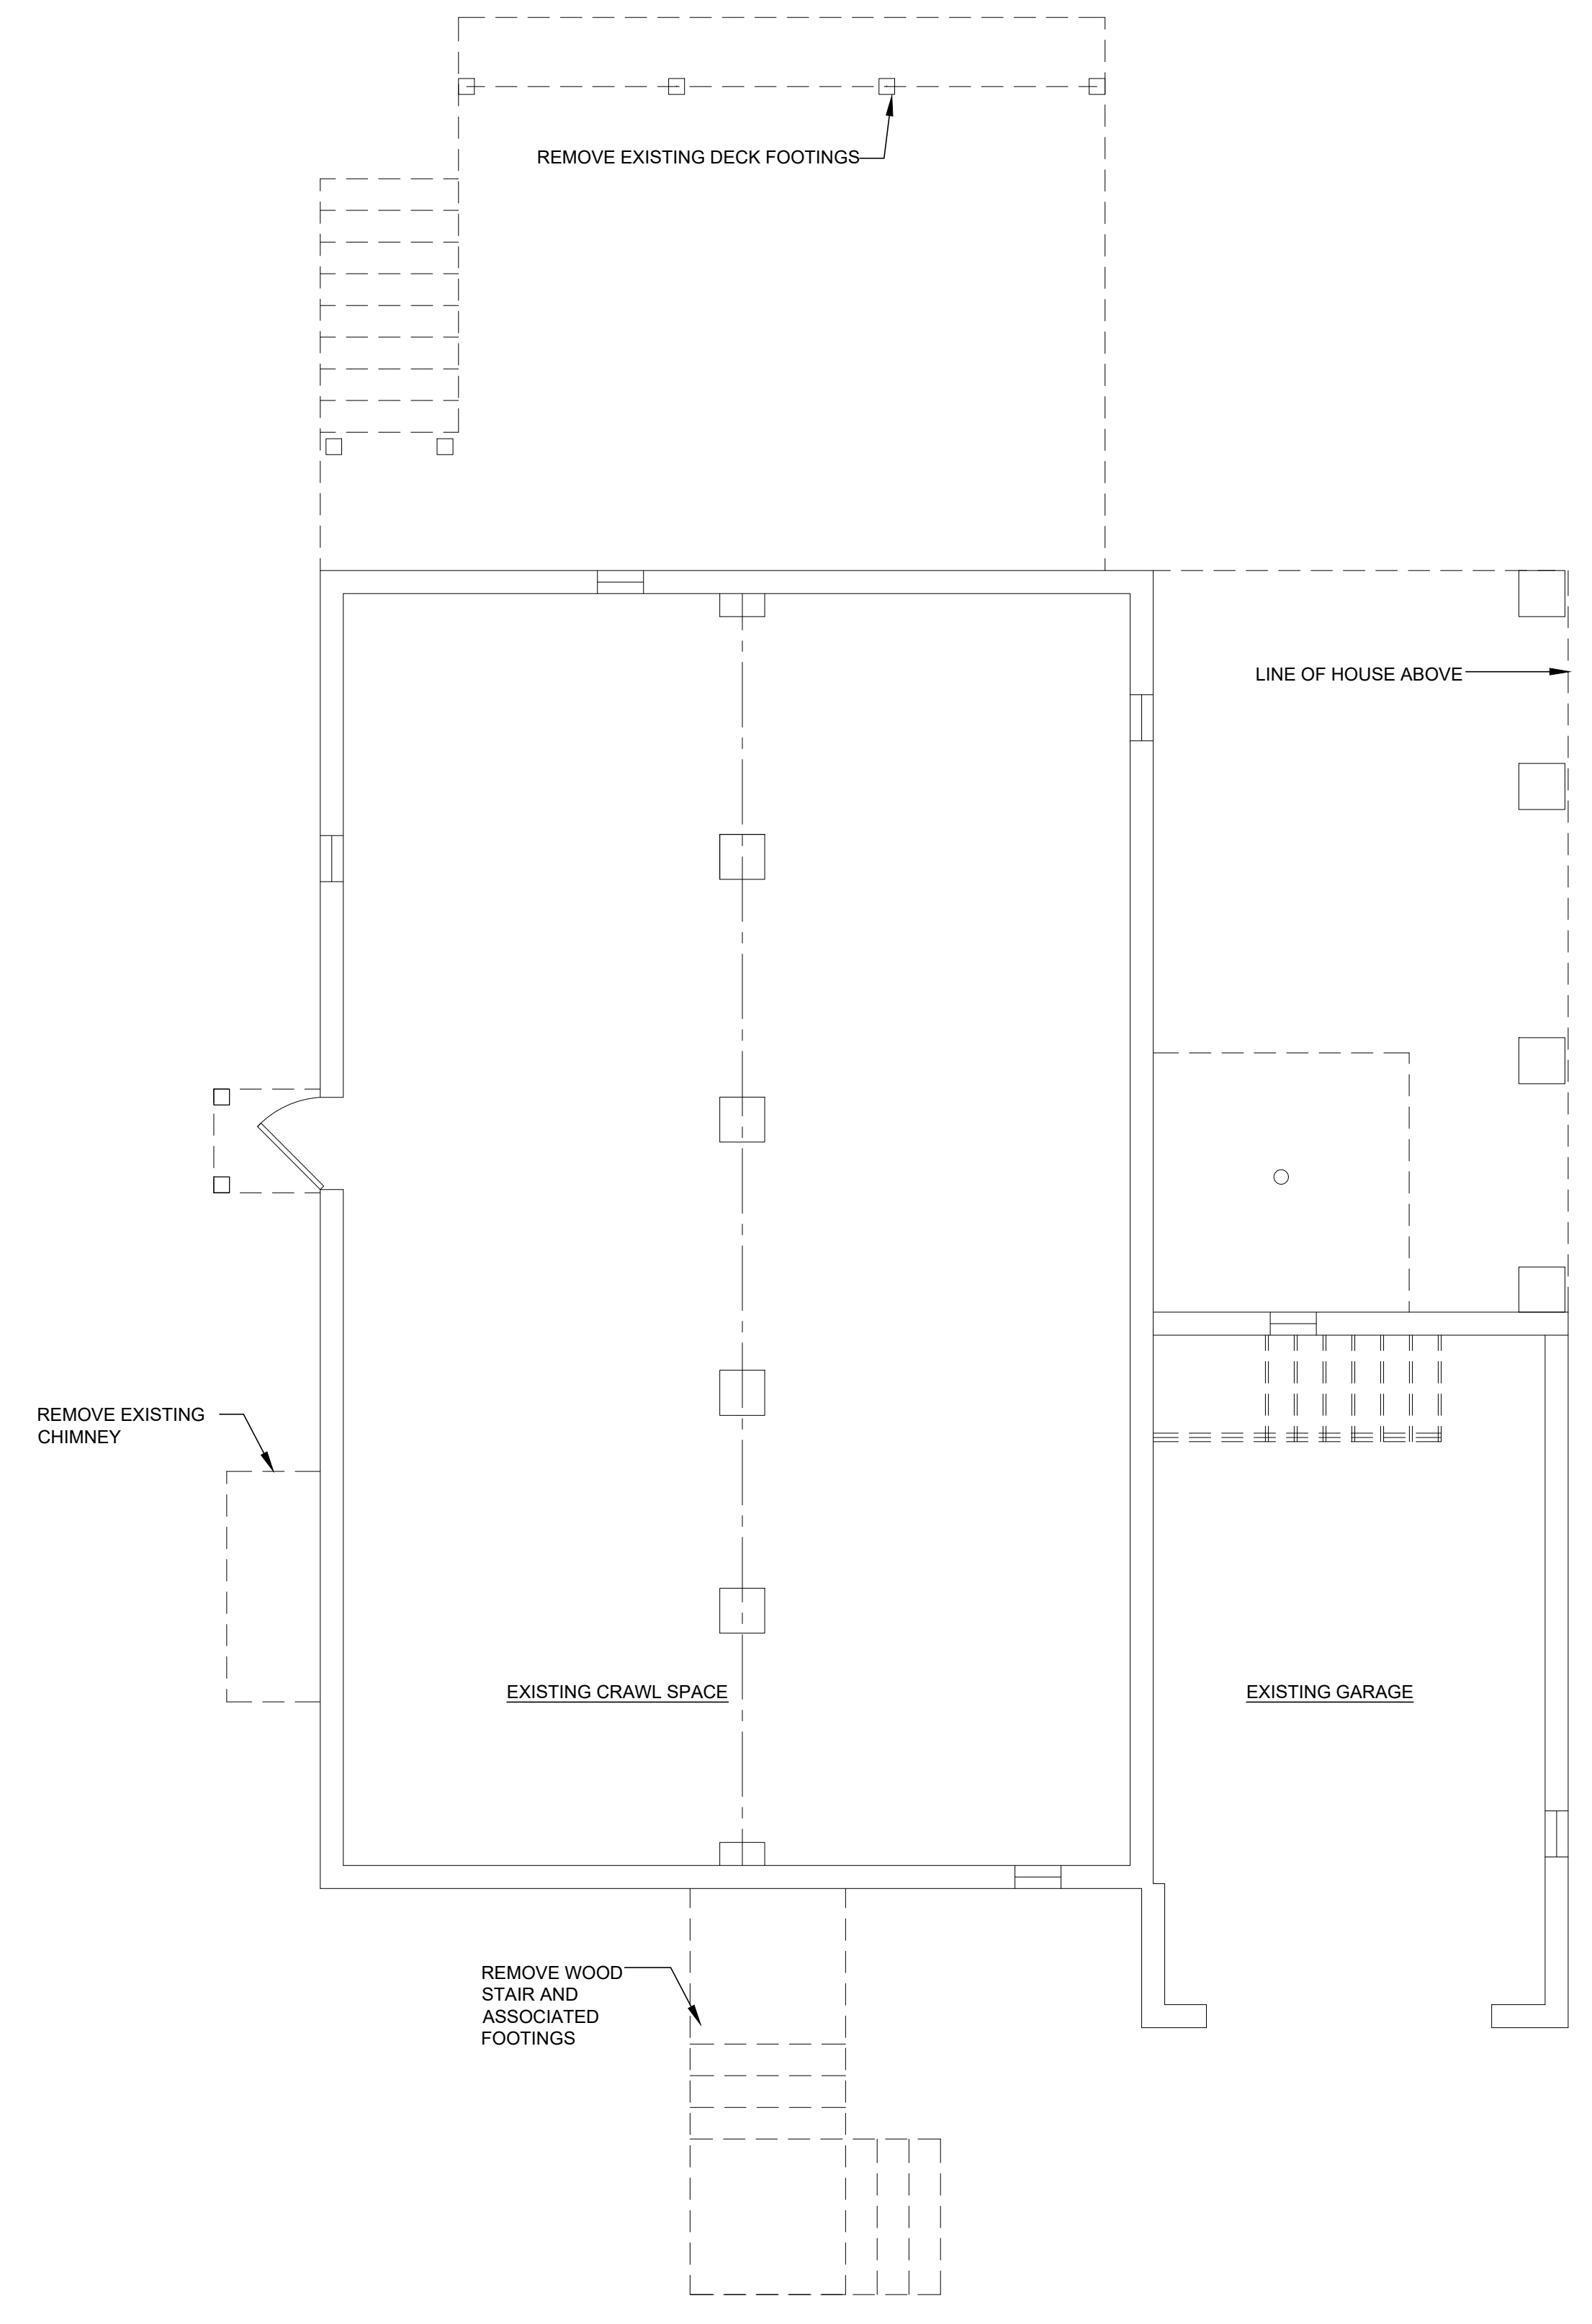 REMOVE EXISTING DECK FOOTINGS
LINE OF HOUSE ABOVE
REMOVE EXISTING
CHIMNEY
EXISTING CRAWL SPACE
EXISTING GARAGE
REMOVE WOOD
STAIR AND
ASSOCIATED
FOOTINGS